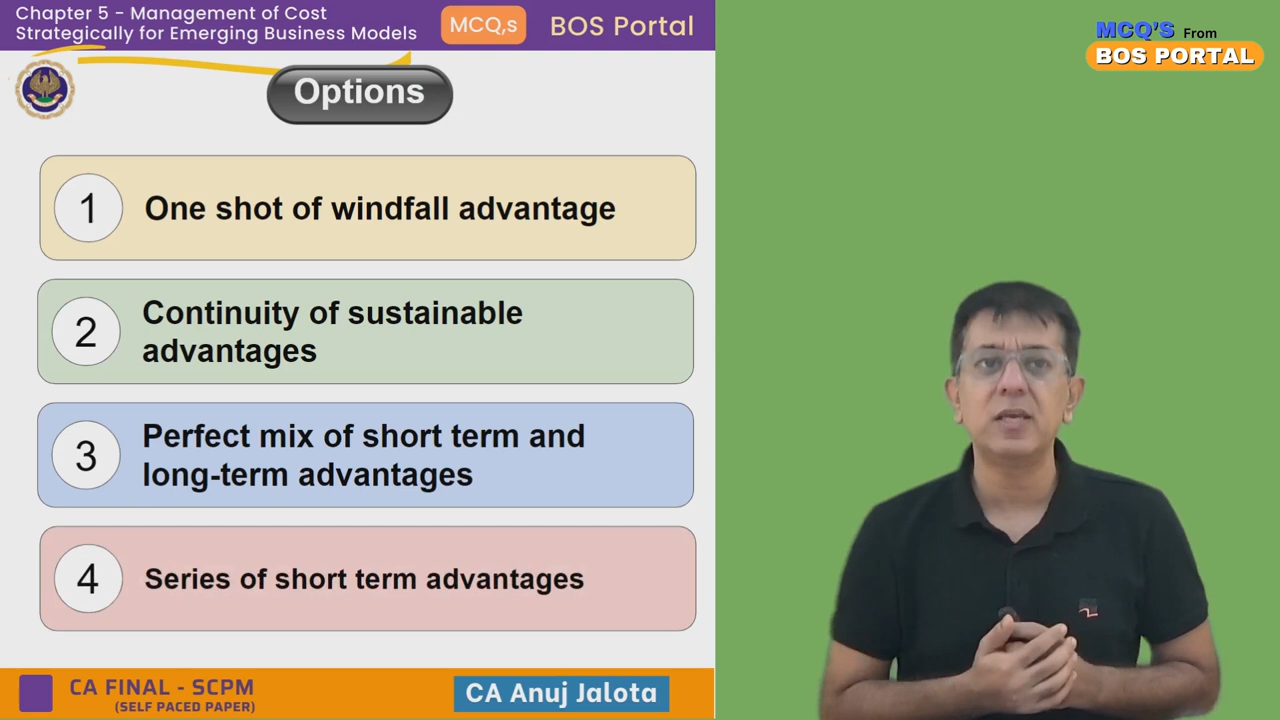 Chapter 5 - Management of Cost
Strategically for Emerging Business Models
MCQ,s
BOS Portal
MCQ'S From
BOS PORTAL
Options
1
One shot of windfall advantage
2
Continuity of sustainable
advantages
3
Perfect mix of short term and
long-term advantages
4
Series of short term advantages
CA FINAL - SCPM
(SELF PACED PAPER)
CA Anuj Jalota